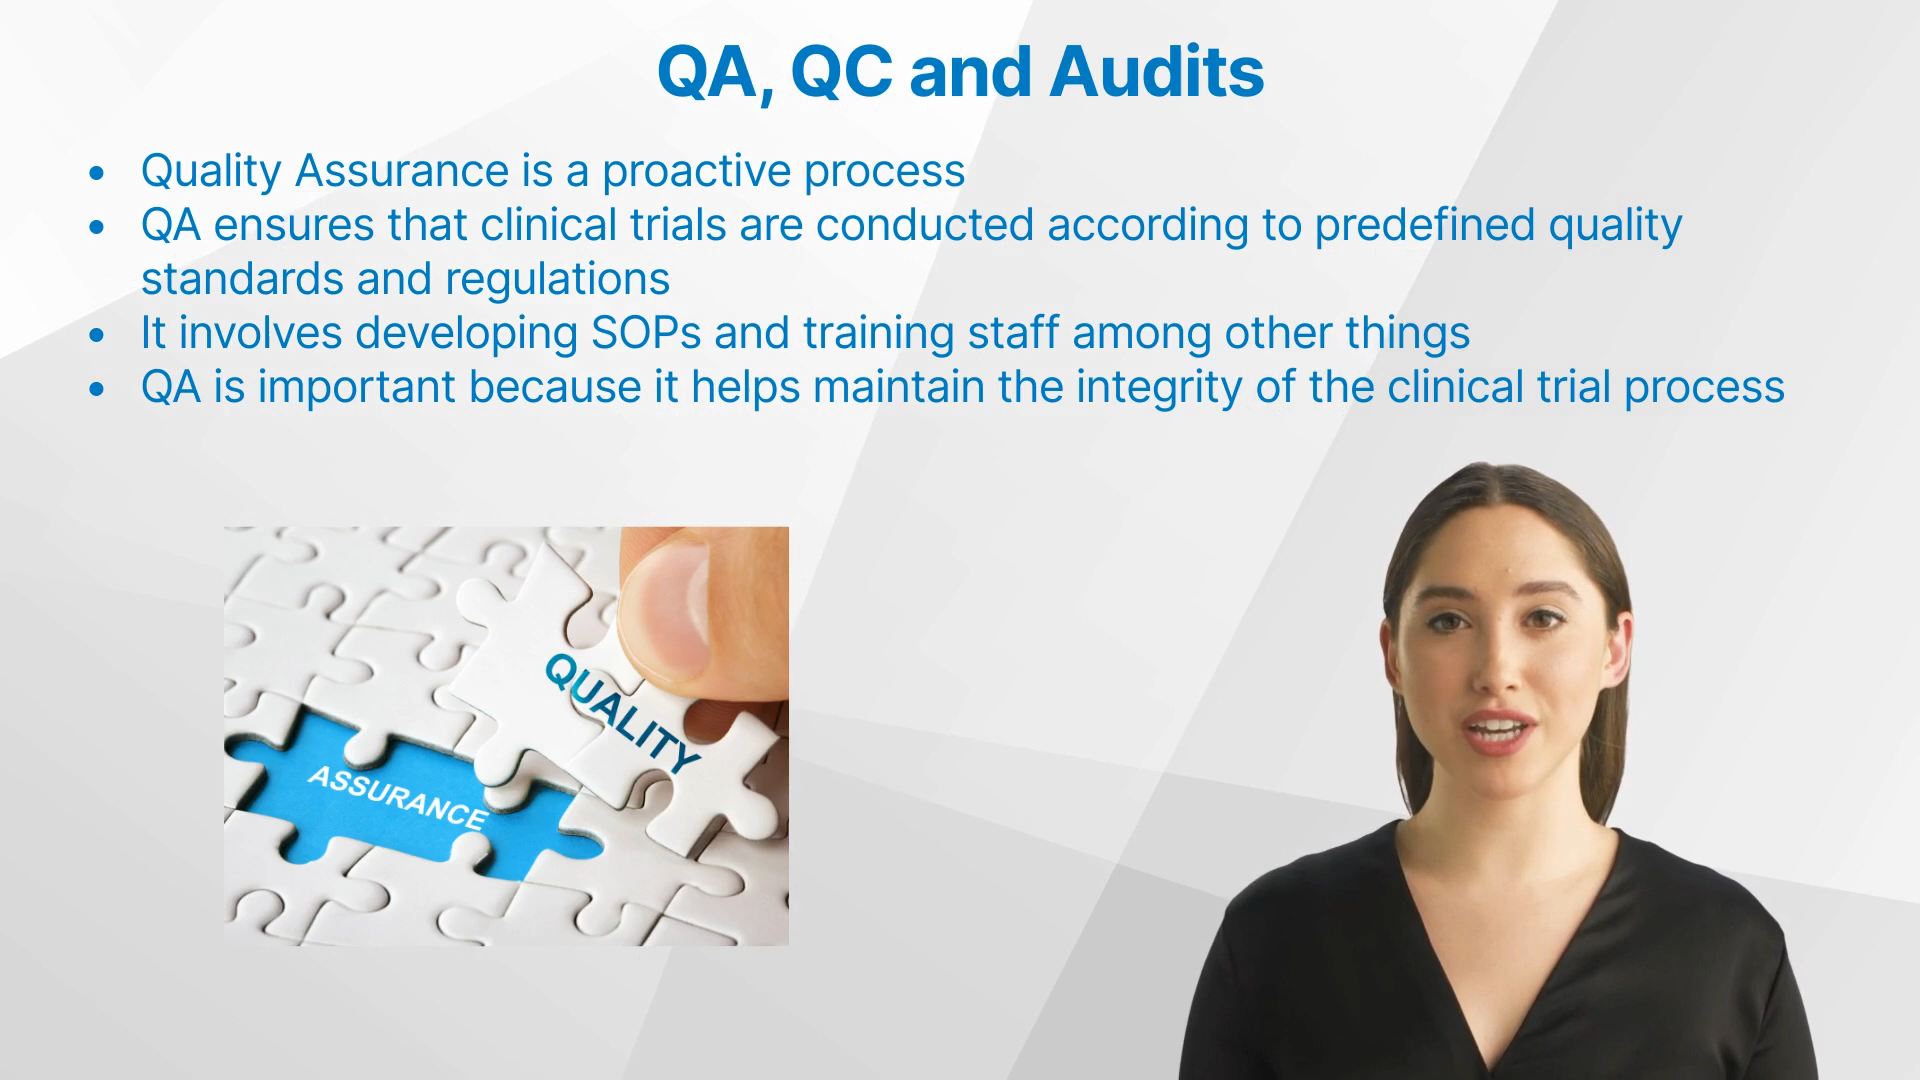 QA, QC and Audits
• Quality Assurance is a proactive process
• QA ensures that clinical trials are conducted according to predefined quality
standards and regulations
• It involves developing SOPs and training staff among other things
• QA is important because it helps maintain the integrity of the clinical trial process
QUALITY
ASSURANCE